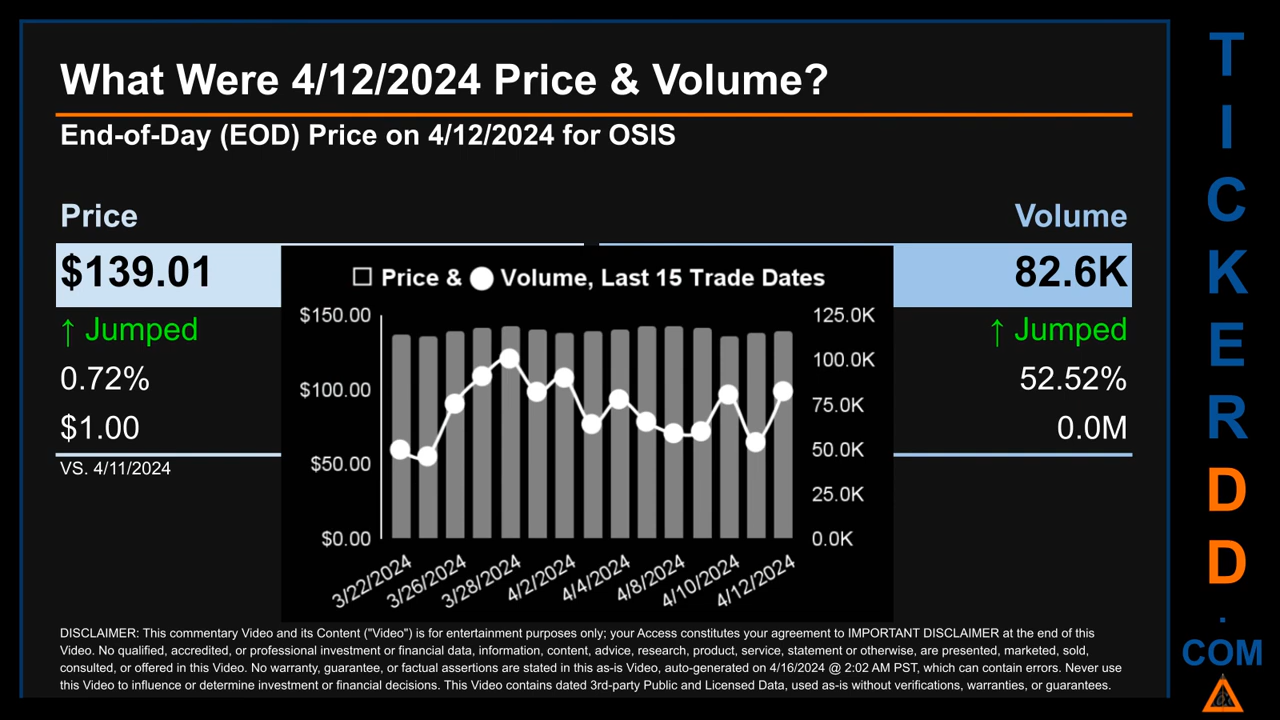 What Were 4/12/2024 Price & Volume?
End-of-Day (EOD) Price on 4/12/2024 for OSIS
Price
$139.01
↑ Jumped
0.72%
$1.00
VS. 4/11/2024
Volume
82.6K
↑ Jumped
52.52%
0.0M
Price & Volume, Last 15 Trade Dates
$150.00
$100.00
$50.00
$0.00
125.0K
100.0K
75.0K
50.0K
25.0K
0.0K
3/22/2024
3/26/2024
3/28/2024
4/2/2024
4/4/2024
4/8/2024
4/10/2024
4/12/2024
DISCLAIMER: This commentary Video and its Content ("Video") is for entertainment purposes only; your Access constitutes your agreement to IMPORTANT DISCLAIMER at the end of this
Video. No qualified, accredited, or professional investment or financial data, information, content, advice, research, product, service, statement or otherwise, are presented, marketed, sold,
consulted, or offered in this Video. No warranty, guarantee, or factual assertions are stated in this as-is Video, auto-generated on 4/16/2024 @ 2:02 AM PST, which can contain errors. Never use
this Video to influence or determine investment or financial decisions. This Video contains dated 3rd-party Public and Licensed Data, used as-is without verifications, warranties, or guarantees.
T
I
C
K
E
R
D
D
.
COM